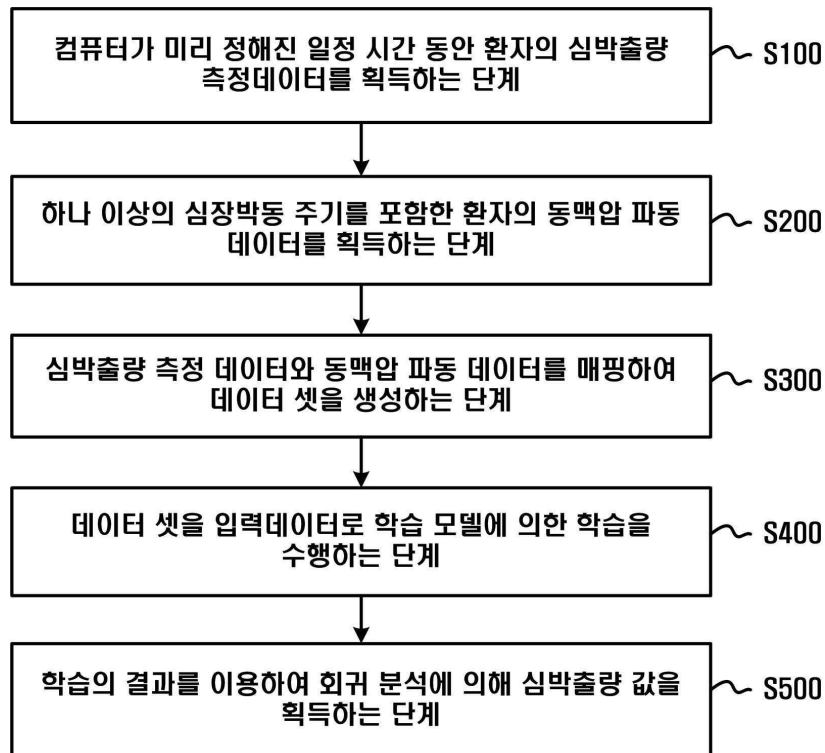 컴퓨터가 미리 정해진 일정 시간 동안 환자의 심박출량
측정데이터를 획득하는 단계
S100
하나 이상의 심장박동 주기를 포함한 환자의 동맥압 파동
데이터를 획득하는 단계
S200
심박출량 측정 데이터와 동맥압 파동 데이터를 매핑하여
데이터 셋을 생성하는 단계
S300
데이터 셋을 입력데이터로 학습 모델에 의한 학습을
수행하는 단계
S400
학습의 결과를 이용하여 회귀 분석에 의해 심박출량 값을
획득하는 단계
S500